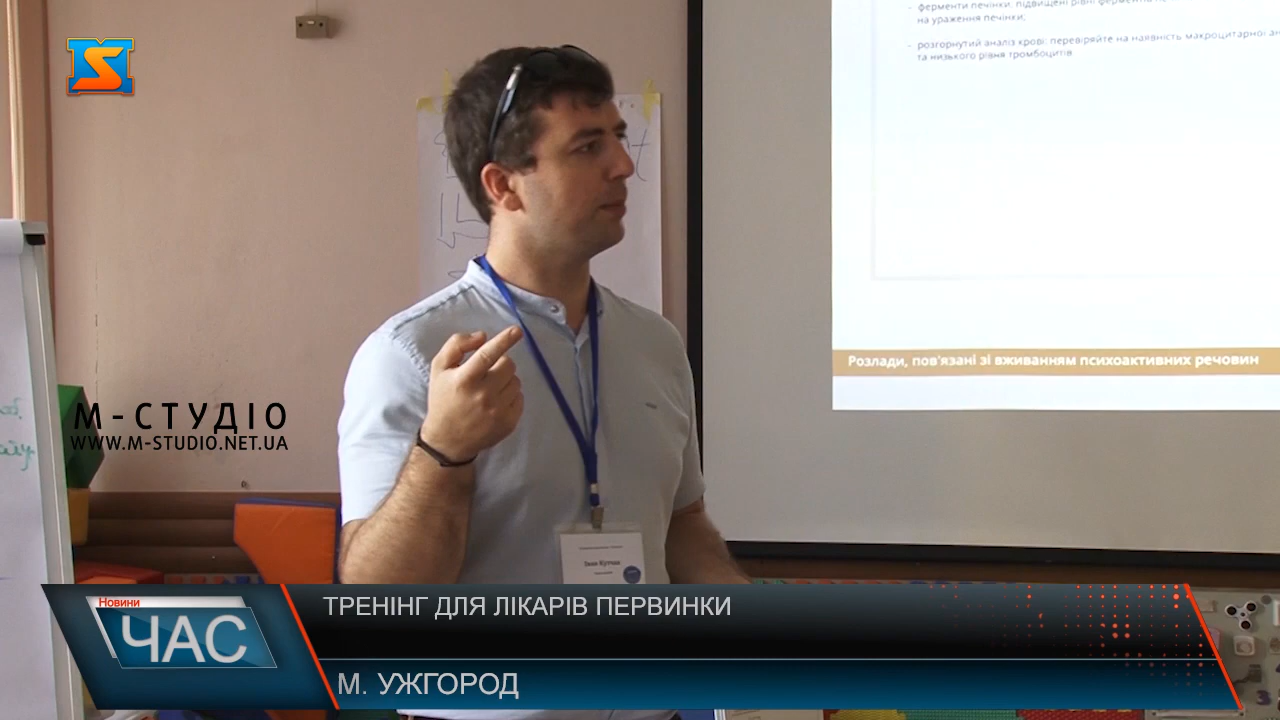 - ферменти печінки: підвищені рівні
на ураження печінки;
- розгорнутий аналіз крові: перевіряйте на наявність макроцитарної
та низького рівня тромбоцитів
Розлади, пов'язані зі вживанням психоактивних речовин
М-СТУДІО
WWW.M-STUDIO.NET.UA
Новини
ЧАС
ТРЕНІНГ ДЛЯ ЛІКАРІВ ПЕРВИНКИ
М. УЖГОРОД